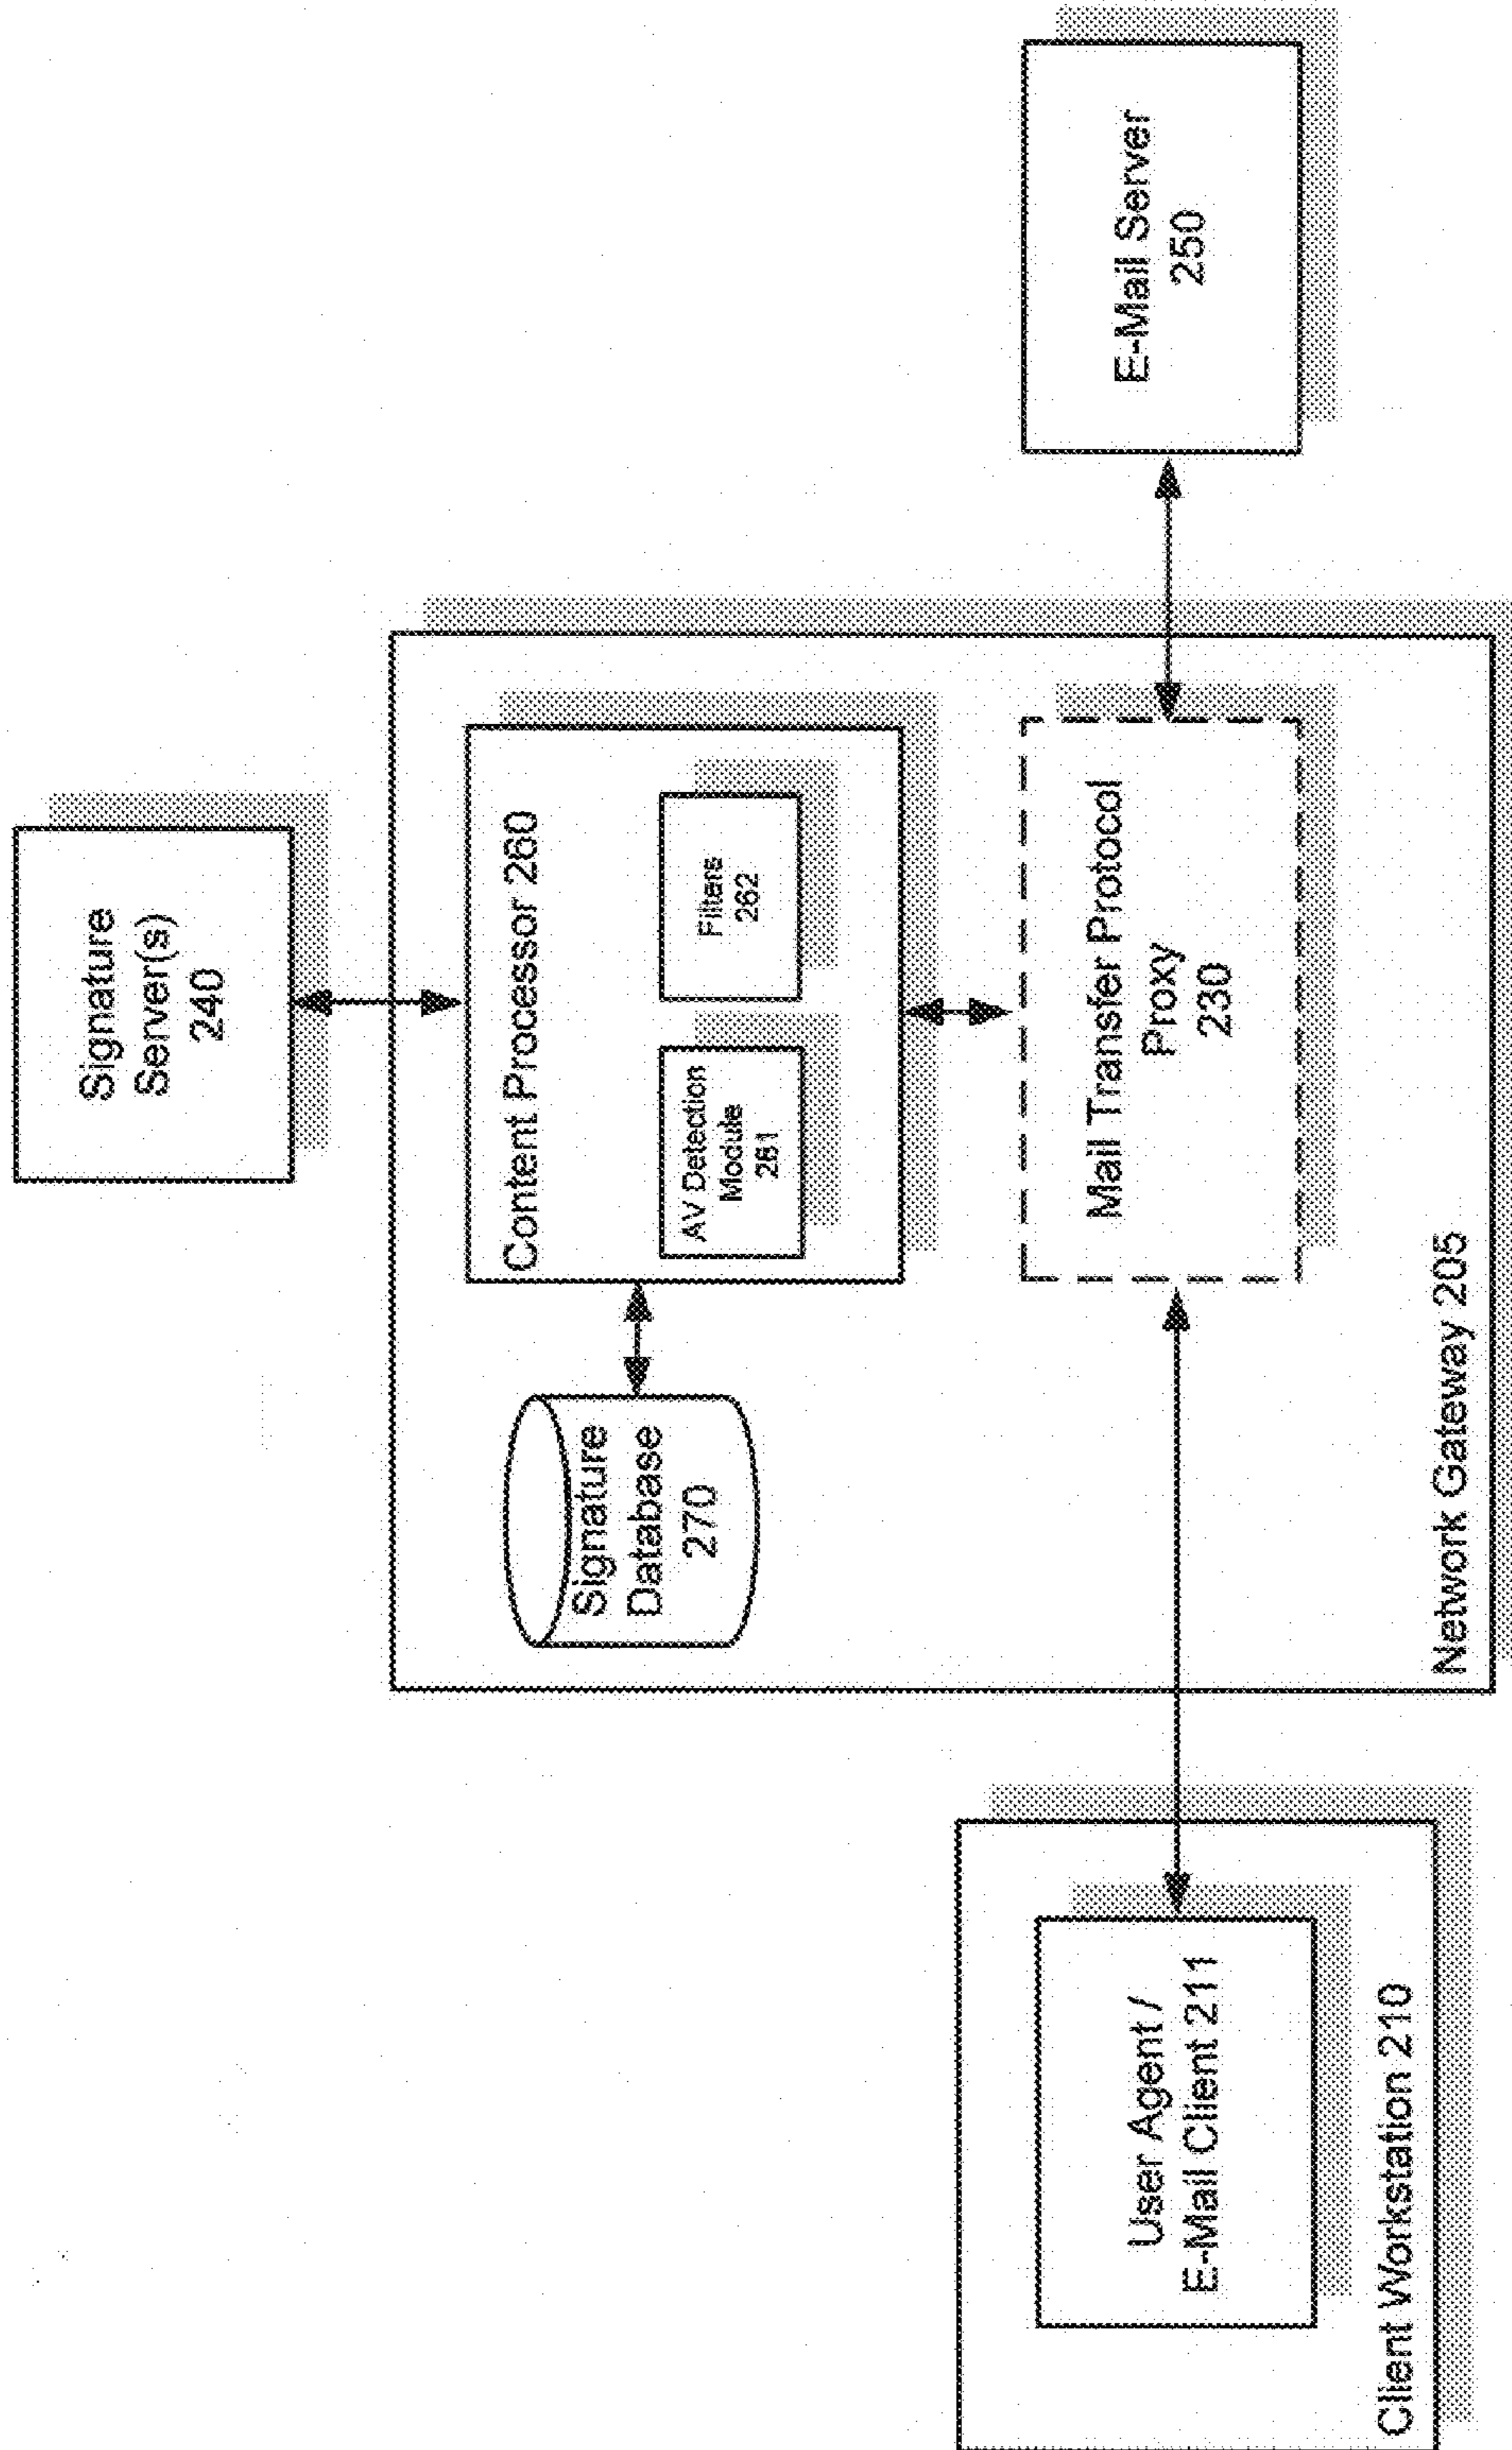 Signature
Server(s)
240
Content Processor 260
Signature
Database
270
AV Detection
Module
261
Filters
262
User Agent /
E-Mail Client 211
Mail Transfer Protocol
Proxy
230
E-Mail Server
250
Client Workstation 210
Network Gateway 205